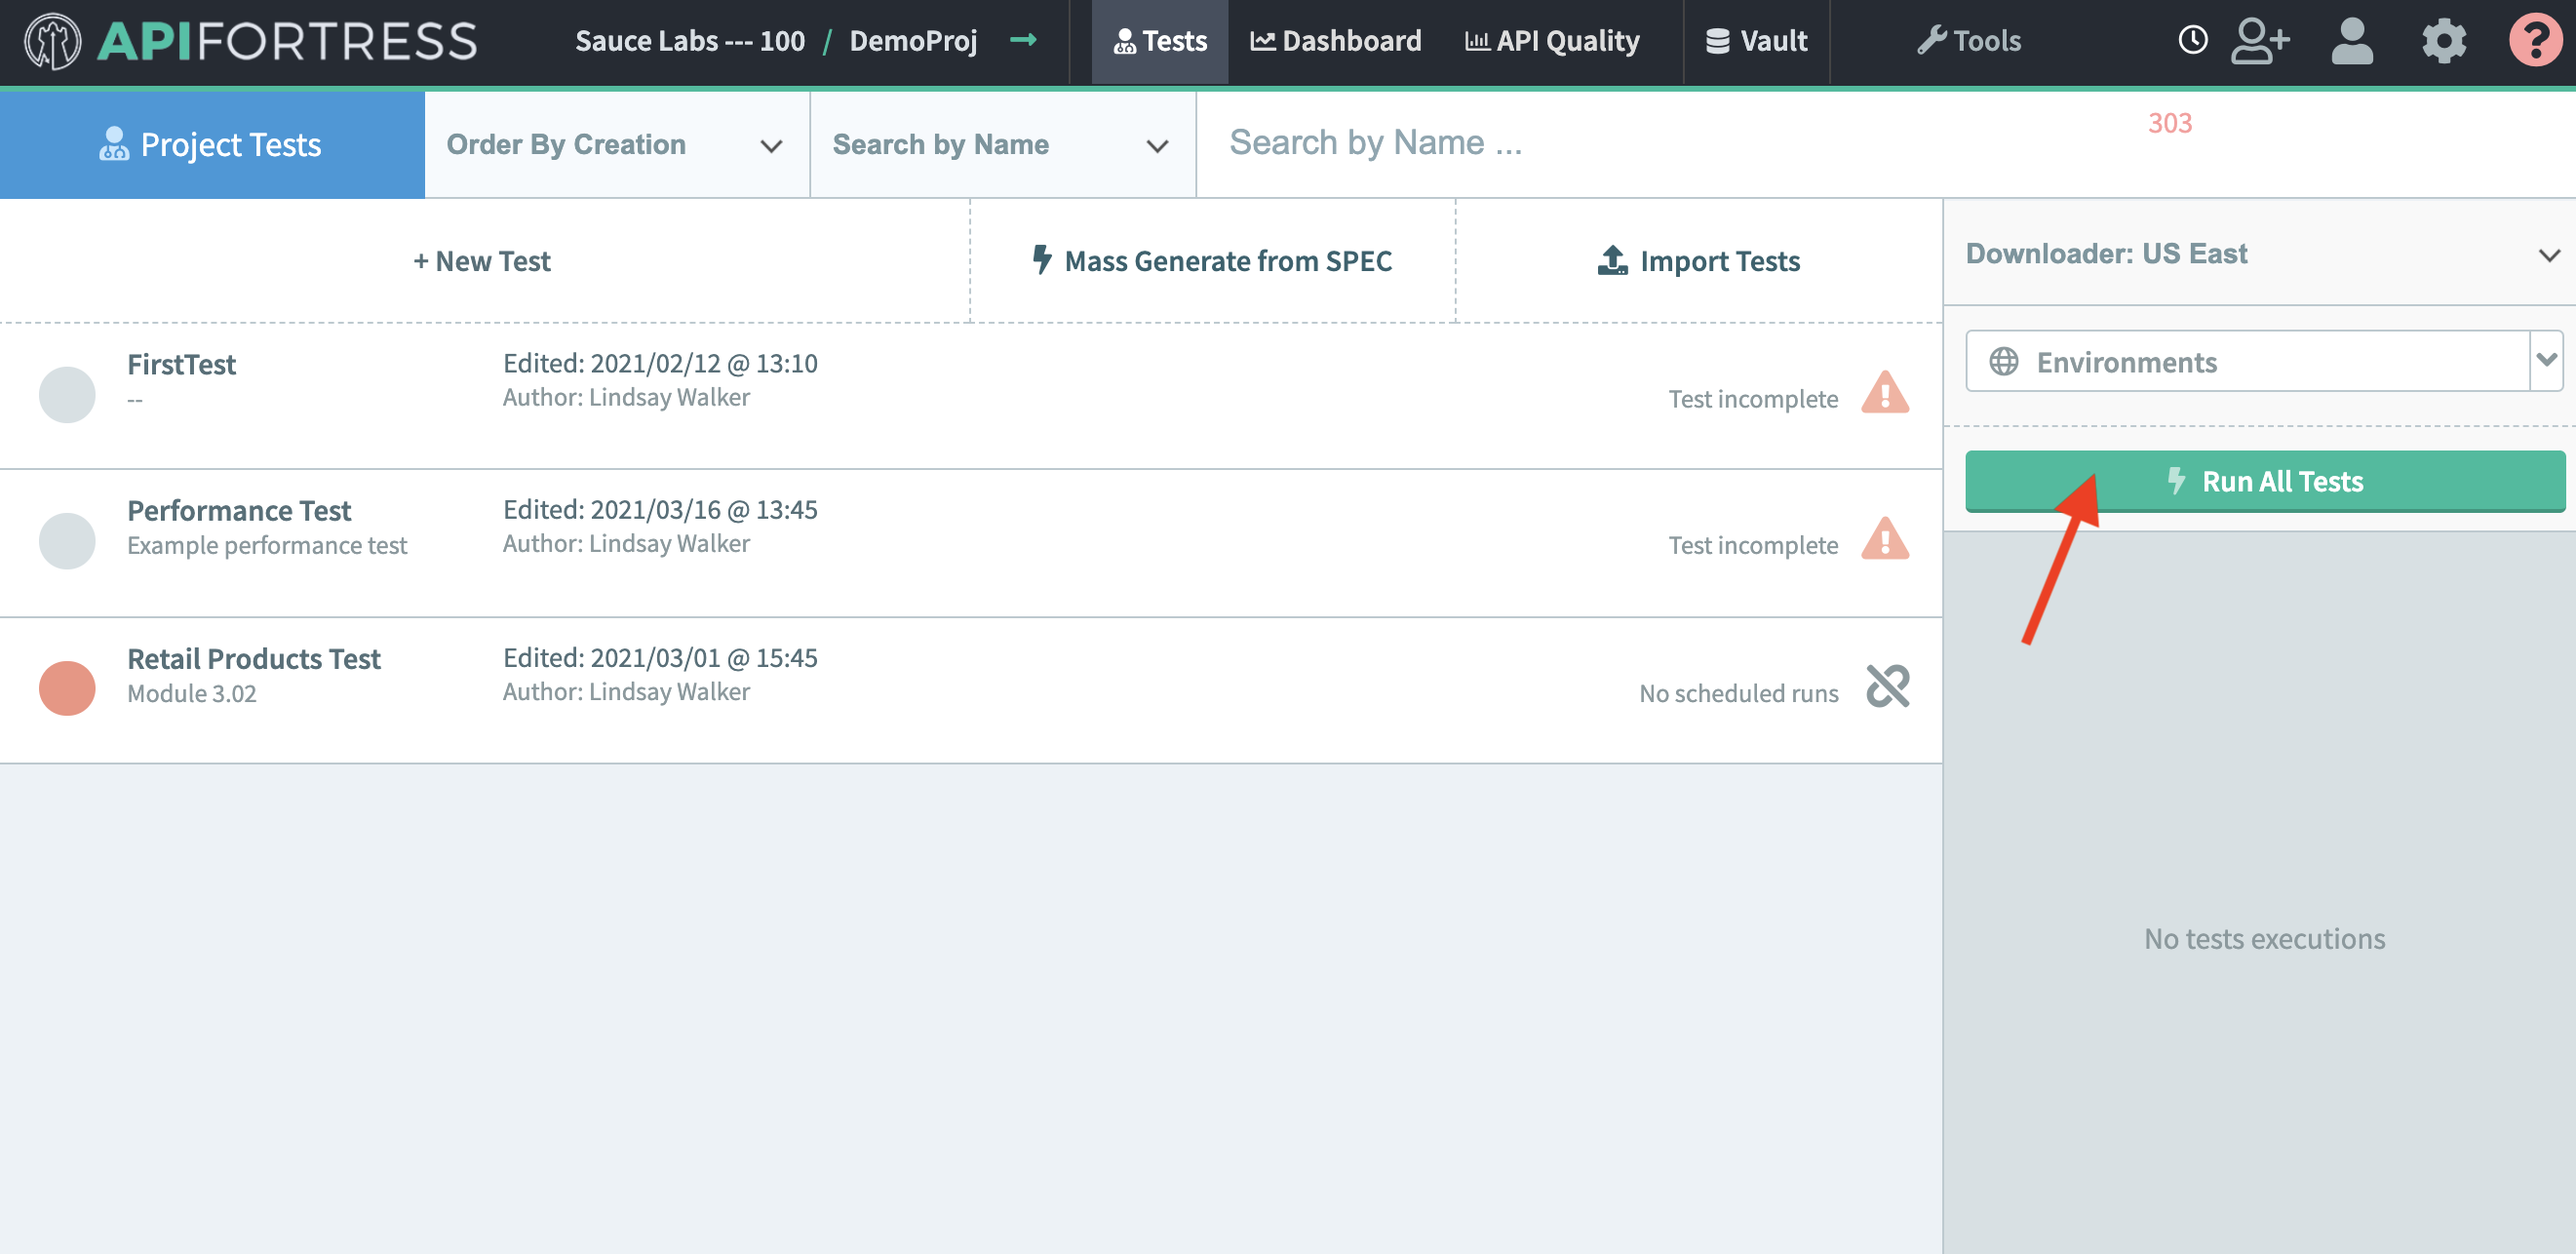 APIFORTRESS
Sauce Labs --- 100 / DemoProj
Tests
Dashboard
API Quality
Vault
Tools
?
Project Tests
Order By Creation
Search by Name
Search by Name ...
303
+ New Test
Mass Generate from SPEC
Import Tests
Downloader: US East
Environments
Run All Tests
FirstTest
--
Edited: 2021/02/12 @ 13:10
Author: Lindsay Walker
Test incomplete
Performance Test
Example performance test
Edited: 2021/03/16 @ 13:45
Author: Lindsay Walker
Test incomplete
Retail Products Test
Module 3.02
Edited: 2021/03/01 @ 15:45
Author: Lindsay Walker
No scheduled runs
No tests executions